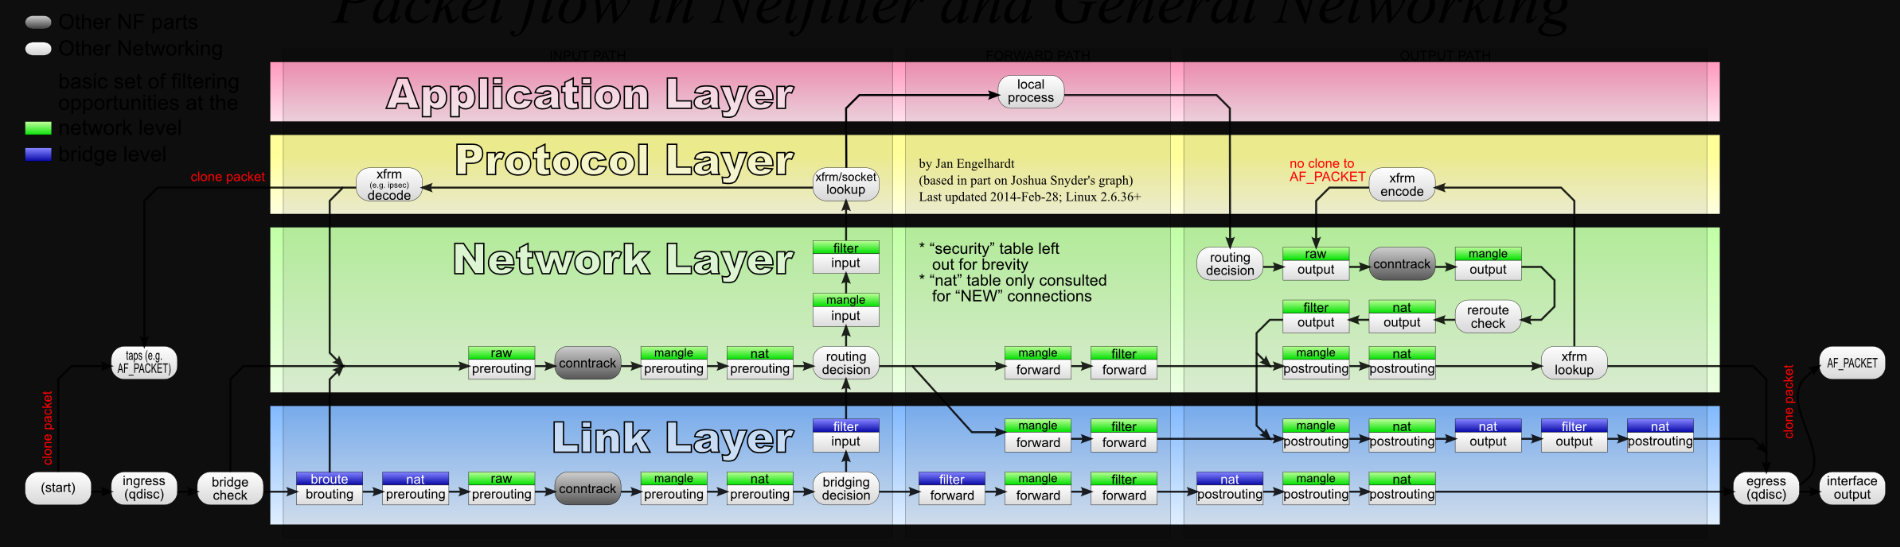 Packet flow in Netfilter and General Networking
Other NF parts
Other Networking
basic set of filtering
opportunities at the
network level
bridge level
INPUT PATH
FORWARD PATH
OUTPUT PATH
Application Layer
local
process
Protocol Layer
clone packet
xfrm
(e.g. ipsec)
decode
xfrm/socket
lookup
by Jan Engelhardt
(based in part on Joshua Snyder's graph)
Last updated 2014-Feb-28; Linux 2.6.36+
no clone to
AF_PACKET
xfrm
encode
Network Layer
filter
input
mangle
input
* “security” table left
out for brevity
* “nat” table only consulted
for “NEW” connections
routing
decision
raw
output
conntrack
mangle
output
filter
output
nat
output
reroute
check
taps (e.g.
AF_PACKET)
raw
prerouting
conntrack
mangle
prerouting
nat
prerouting
routing
decision
mangle
forward
filter
forward
mangle
postrouting
nat
postrouting
xfrm
lookup
AF_PACKET
clone packet
clone packet
Link Layer
filter
input
mangle
forward
filter
forward
mangle
postrouting
nat
postrouting
nat
output
filter
output
nat
postrouting
(start)
ingress
(qdisc)
bridge
check
broute
brouting
nat
prerouting
raw
prerouting
conntrack
mangle
prerouting
nat
prerouting
bridging
decision
filter
forward
mangle
forward
filter
forward
nat
postrouting
mangle
postrouting
nat
postrouting
egress
(qdisc)
interface
output